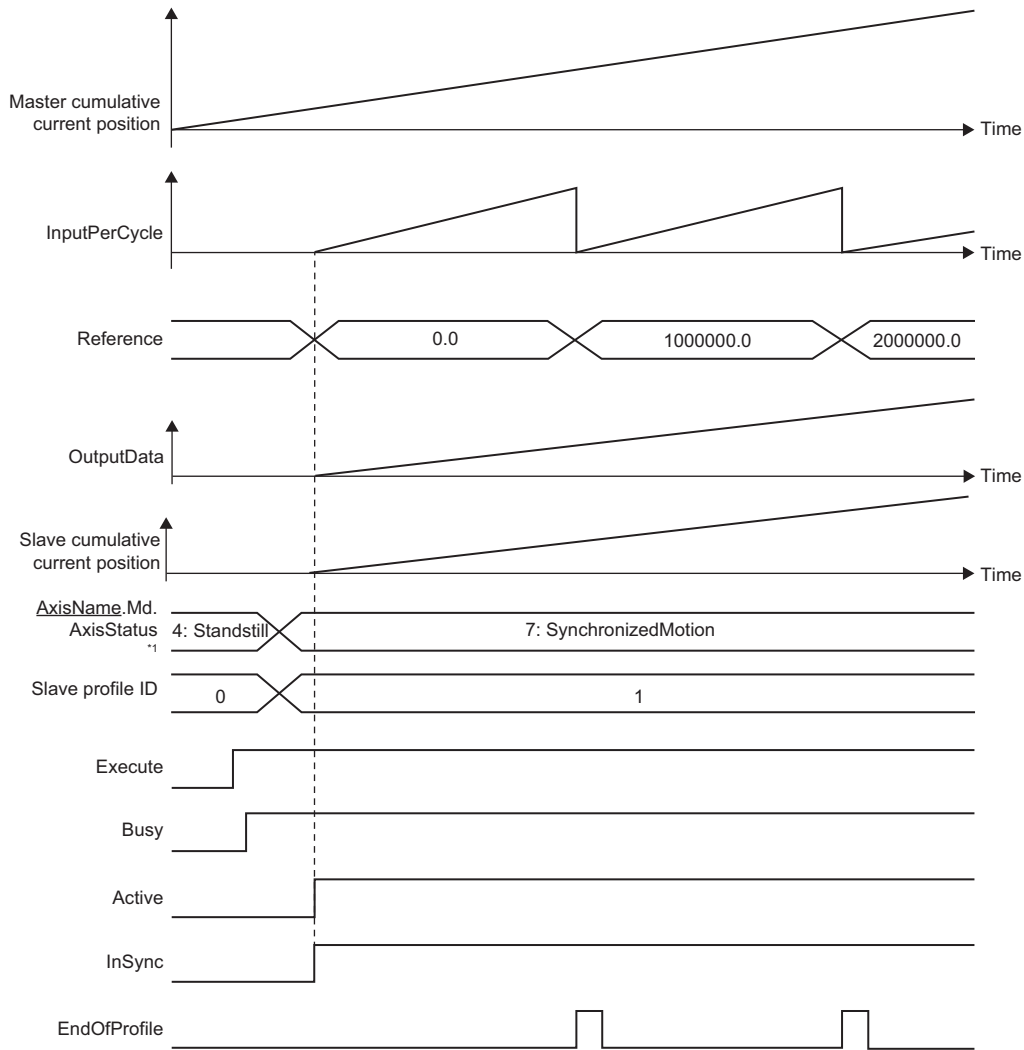 Master cumulative
current position
Time
InputPerCycle
Time
Reference
0.0
1000000.0
2000000.0
OutputData
Time
Slave cumulative
current position
Time
AxisName.Md.
AxisStatus
*1
4: Standstill
7: SynchronizedMotion
Slave profile ID
0
1
Execute
Busy
Active
InSync
EndOfProfile